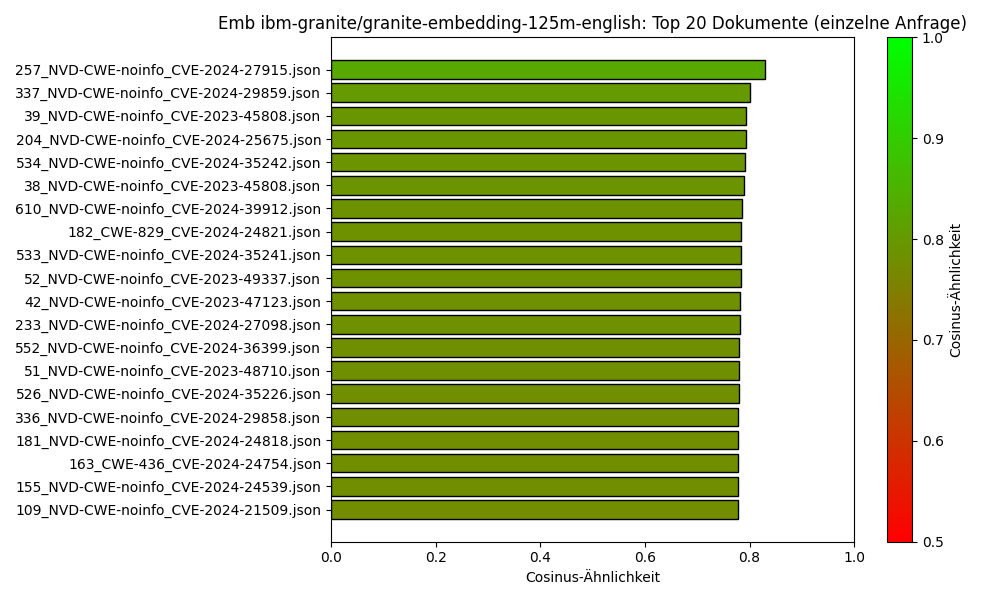 Emb ibm-granite/granite-embedding-125m-english: Top 20 Dokumente (einzelne Anfrage)
257_NVD-CWE-noinfo_CVE-2024-27915.json
337_NVD-CWE-noinfo_CVE-2024-29859.json
39_NVD-CWE-noinfo_CVE-2023-45808.json
204_NVD-CWE-noinfo_CVE-2024-25675.json
534_NVD-CWE-noinfo_CVE-2024-35242.json
38_NVD-CWE-noinfo_CVE-2023-45808.json
610_NVD-CWE-noinfo_CVE-2024-39912.json
182_CWE-829_CVE-2024-24821.json
533_NVD-CWE-noinfo_CVE-2024-35241.json
52_NVD-CWE-noinfo_CVE-2023-49337.json
42_NVD-CWE-noinfo_CVE-2023-47123.json
233_NVD-CWE-noinfo_CVE-2024-27098.json
552_NVD-CWE-noinfo_CVE-2024-36399.json
51_NVD-CWE-noinfo_CVE-2023-48710.json
526_NVD-CWE-noinfo_CVE-2024-35226.json
336_NVD-CWE-noinfo_CVE-2024-29858.json
181_NVD-CWE-noinfo_CVE-2024-24818.json
163_CWE-436_CVE-2024-24754.json
155_NVD-CWE-noinfo_CVE-2024-24539.json
109_NVD-CWE-noinfo_CVE-2024-21509.json
0.0 0.2 0.4 0.6 0.8 1.0
Cosinus-Ähnlichkeit
1.0
0.9
0.8
0.7
0.6
0.5
Cosinus-Ähnlichkeit